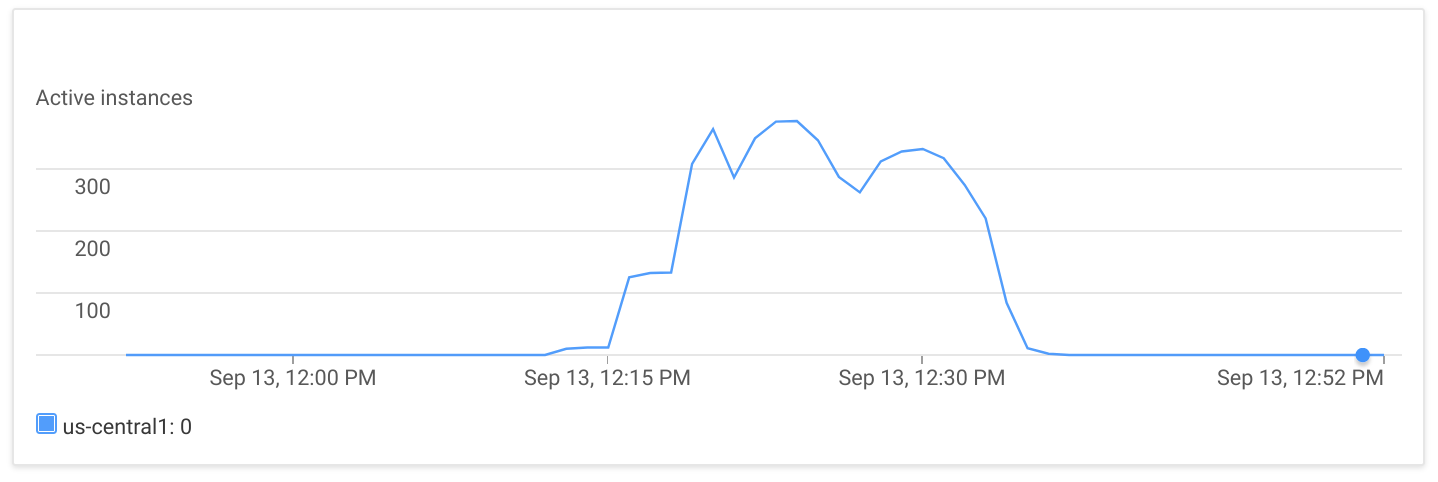 Active instances
300
200
100
Sep 13, 12:00 PM
Sep 13, 12:15 PM
Sep 13, 12:30 PM
Sep 13, 12:52 PM
us-central1: 0